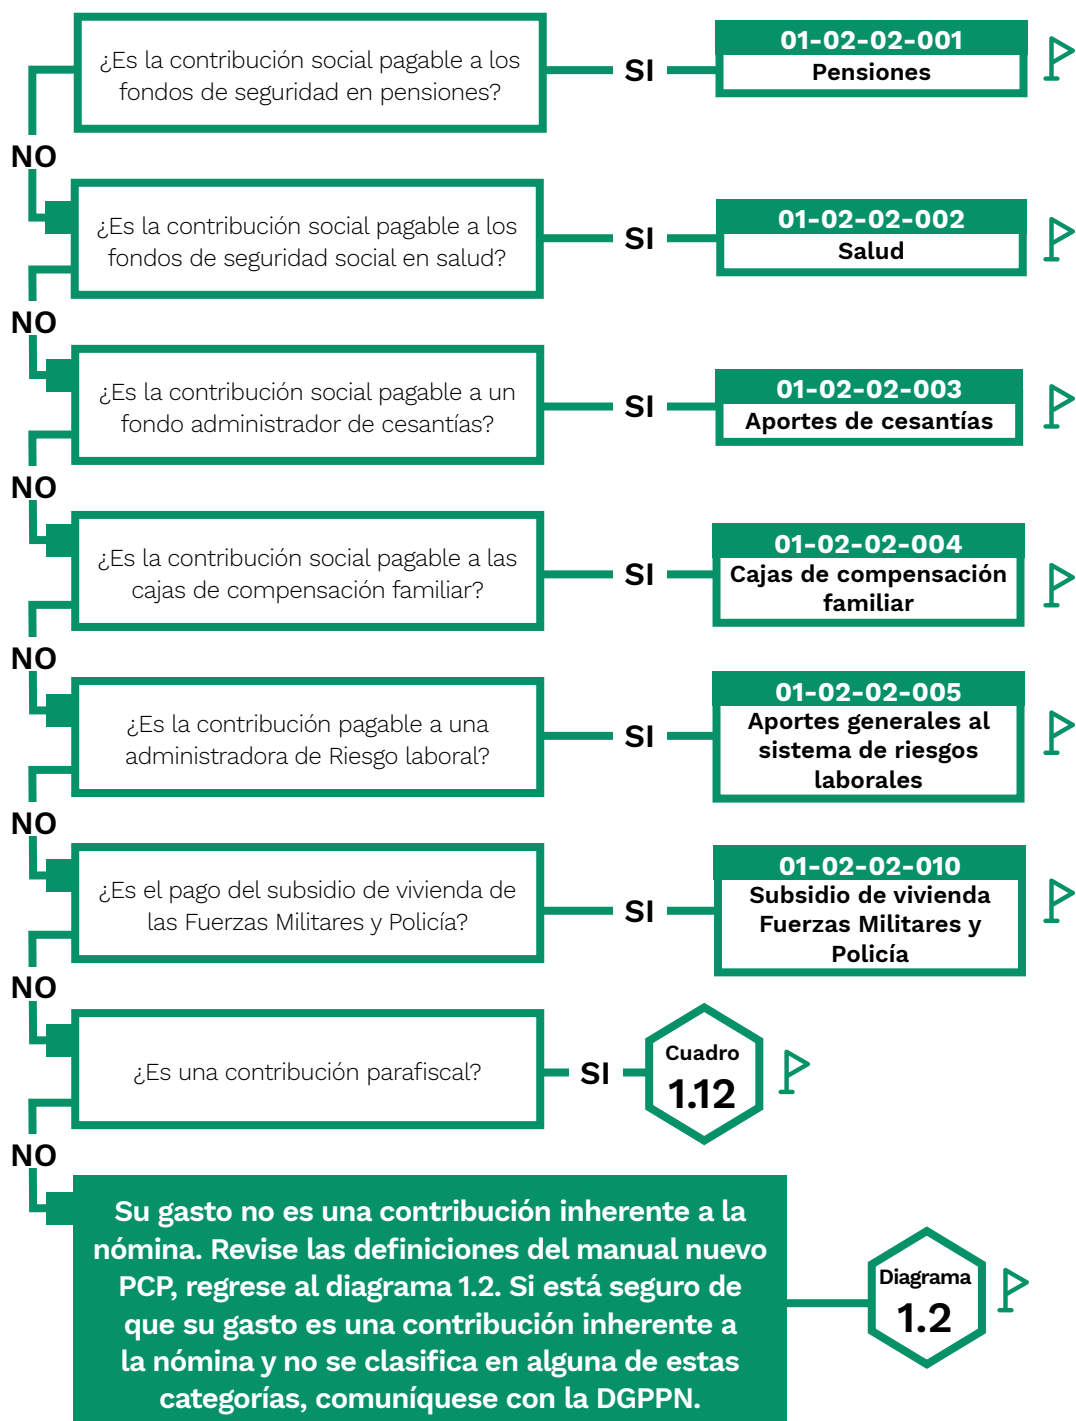 ¿Es la contribución social pagable a los
fondos de seguridad en pensiones?
SI
01-02-02-001
Pensiones
NO
¿Es la contribución social pagable a los
fondos de seguridad social en salud?
SI
01-02-02-002
Salud
NO
¿Es la contribución social pagable a un
fondo administrador de cesantías?
SI
01-02-02-003
Aportes de cesantías
NO
¿Es la contribución social pagable a las
cajas de compensación familiar?
SI
01-02-02-004
Cajas de compensación
familiar
NO
¿Es la contribución pagable a una
administradora de Riesgo laboral?
SI
01-02-02-005
Aportes generales al
sistema de riesgos
laborales
NO
¿Es el pago del subsidio de vivienda de
las Fuerzas Militares y Policía?
SI
01-02-02-010
Subsidio de vivienda
Fuerzas Militares y
Policía
NO
¿Es una contribución parafiscal?
SI
Cuadro
1.12
NO
Su gasto no es una contribución inherente a la
nómina. Revise las definiciones del manual nuevo
PCP, regrese al diagrama 1.2. Si está seguro de
que su gasto es una contribución inherente a
la nómina y no se clasifica en alguna de estas
categorías, comuníquese con la DGPPN.
Diagrama
1.2